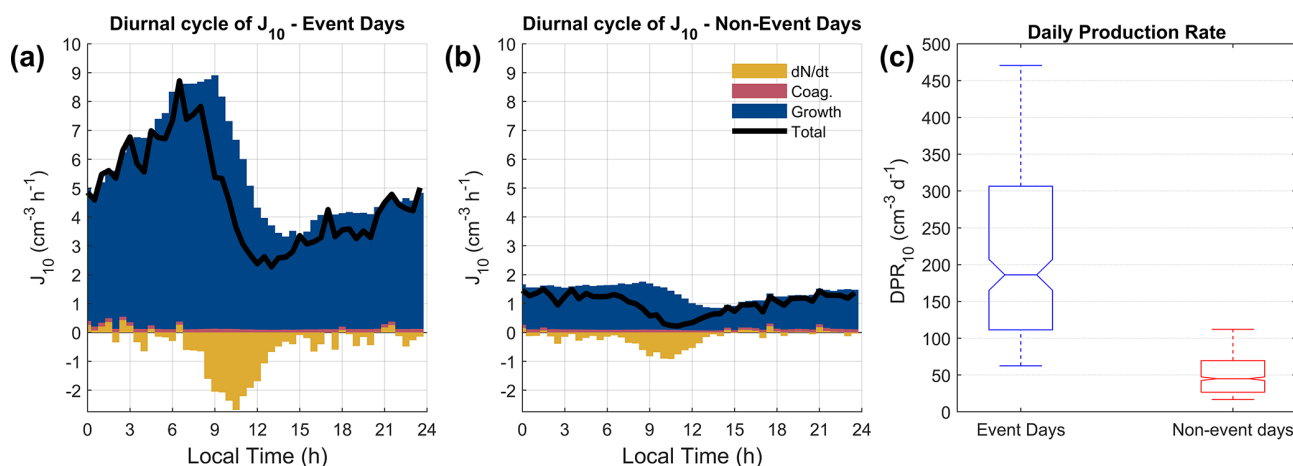 (a)
Diurnal cycle of J10 - Event Days
J10 (cm-3 h-1)
10
9
8
7
6
5
4
3
2
1
0
-1
-2
0 3 6 9 12 15 18 21 24
Local Time (h)
(b)
Diurnal cycle of J10 - Non-Event Days
dN/dt
Coag.
Growth
Total
J10 (cm-3 h-1)
10
9
8
7
6
5
4
3
2
1
0
-1
-2
0 3 6 9 12 15 18 21 24
Local Time (h)
Daily Production Rate
(c)
DPR10 (cm-3 d-1)
500
450
400
350
300
250
200
150
100
50
0
Event Days Non-event days